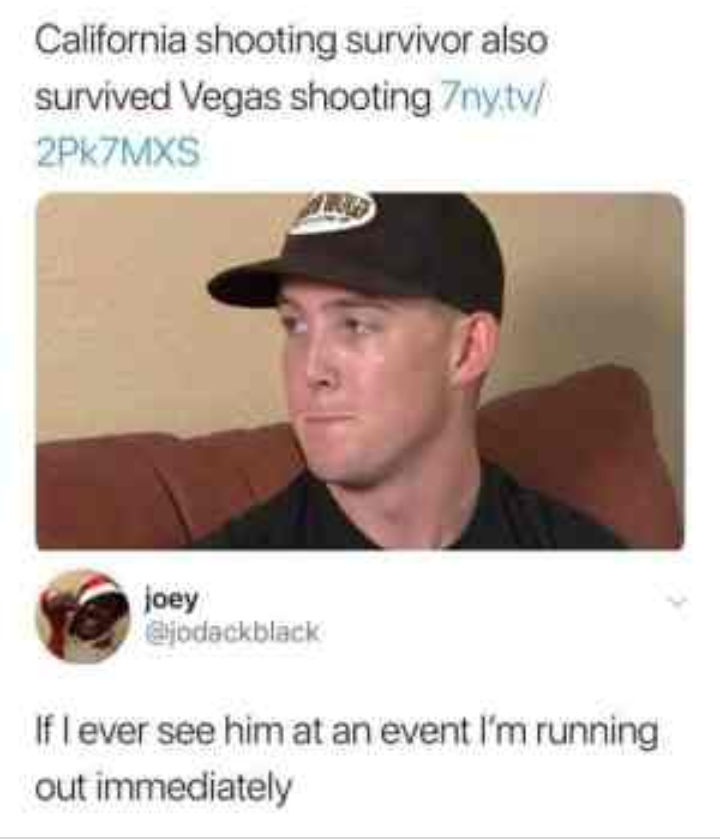 California shooting survivor also
survived Vegas shooting 7ny.tv/
2Pk7MXS
joey
@jodackblack
If I ever see him at an event I'm running
out immediately